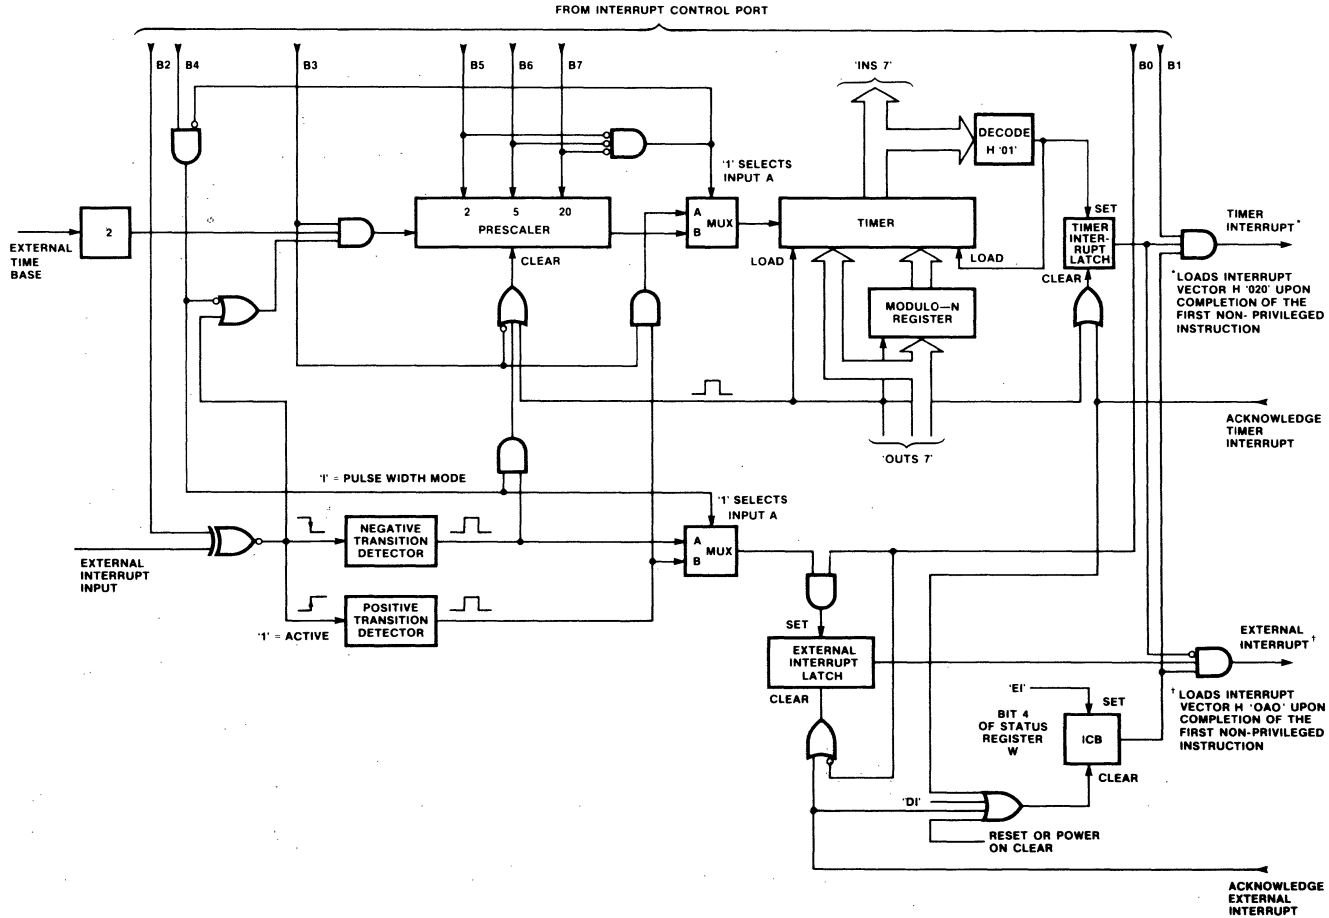 FROM INTERRUPT CONTROL PORT
B2
B4
B3
B5
B6
B7
'INS 7'
B0
B1
DECODE
H '01'
'1' SELECTS
INPUT A
EXTERNAL
TIME
BASE
2
2 5 20
PRESCALER
CLEAR
A
B
MUX
TIMER
LOAD
LOAD
SET
TIMER
INTER-
RUPT
LATCH
CLEAR
TIMER
INTERRUPT*
*LOADS INTERRUPT
VECTOR H '020' UPON
COMPLETION OF THE
FIRST NON- PRIVILEGED
INSTRUCTION
MODULO—N
REGISTER
ACKNOWLEDGE
TIMER
INTERRUPT
'OUTS 7'
'I' = PULSE WIDTH MODE
'1' SELECTS
INPUT A
NEGATIVE
TRANSITION
DETECTOR
A
B
MUX
EXTERNAL
INTERRUPT
INPUT
POSITIVE
TRANSITION
DETECTOR
'1' = ACTIVE
SET
EXTERNAL
INTERRUPT
LATCH
CLEAR
EXTERNAL
INTERRUPT†
† LOADS INTERRUPT
VECTOR H 'OAO' UPON
COMPLETION OF THE
FIRST NON-PRIVILEGED
INSTRUCTION
'EI'
SET
BIT 4
OF STATUS
REGISTER
W
ICB
CLEAR
'DI'
RESET OR POWER
ON CLEAR
ACKNOWLEDGE
EXTERNAL
INTERRUPT